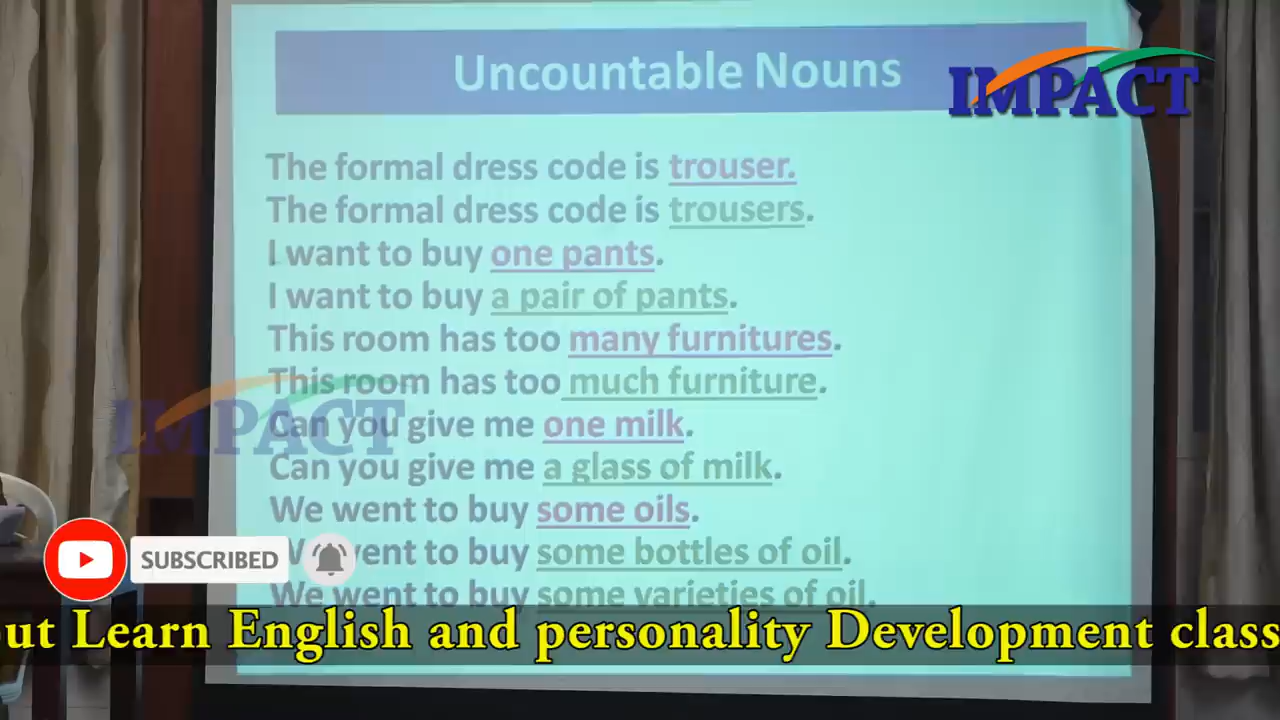 Uncountable Nouns
IMPACT
The formal dress code is trouser.
The formal dress code is trousers.
I want to buy one pants.
I want to buy a pair of pants.
This room has too many furnitures.
This room has too much furniture.
IMPACT
Can you give me one milk.
Can you give me a glass of milk.
We went to buy some oils.
We went to buy some bottles of oil.
SUBSCRIBED
We went to buy some varieties of oil.
out Learn English and personality Development class